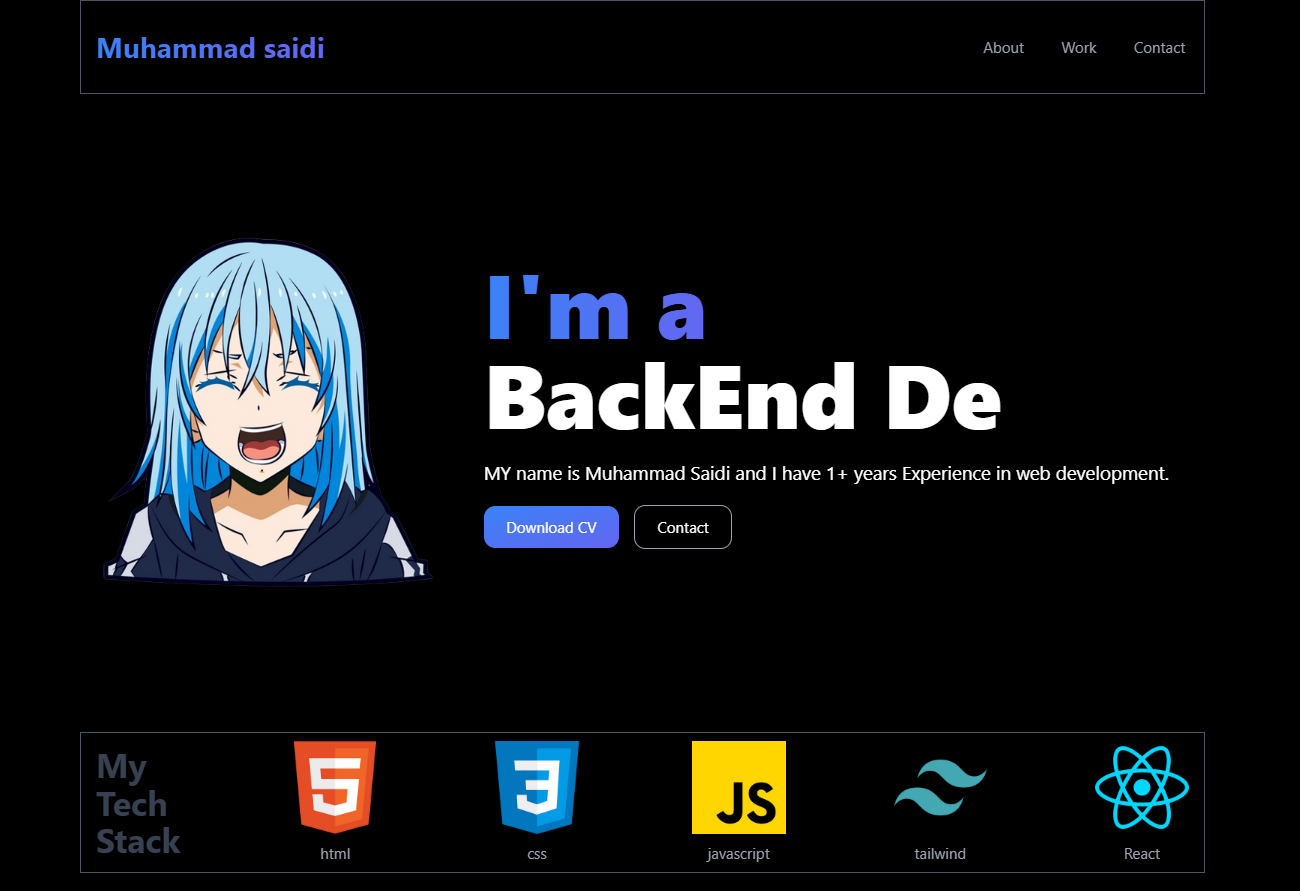 Muhammad saidi
About
Work
Contact
I'm a
BackEnd De
MY name is Muhammad Saidi and I have 1+ years Experience in web development.
Download CV
Contact
My
Tech
Stack
5
3
JS
html
css
javascript
tailwind
React